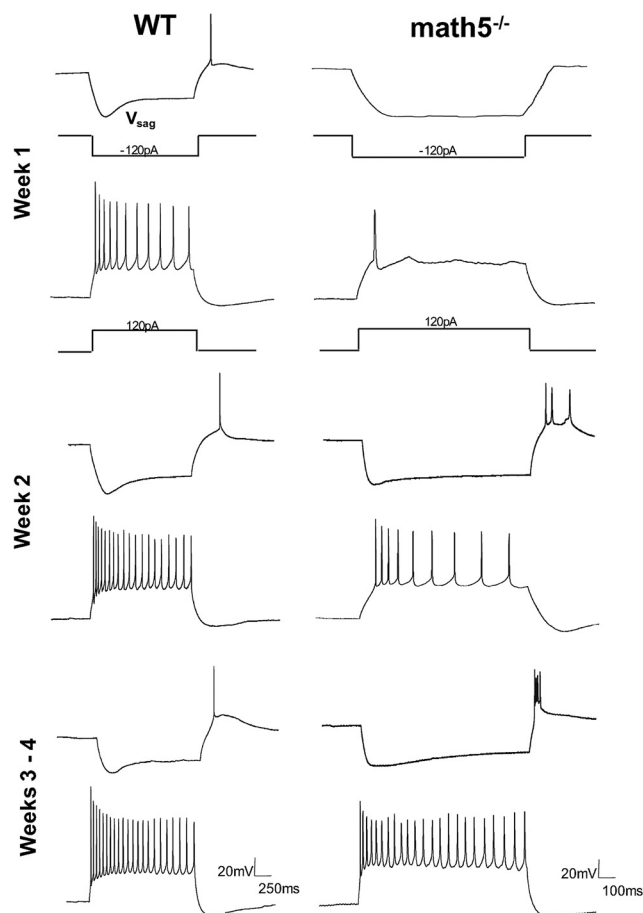 WT math5-/-
Week 1
Vsag
-120pA -120pA
120pA 120pA
Week 2
Weeks 3 - 4
20mV 20mV
250ms 100ms